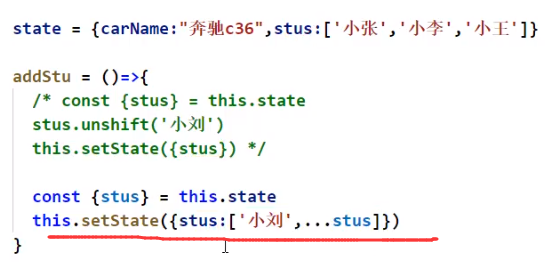 state = {carName:"奔驰c36",stus:['小张','小李','小王']}
addStu = ()=>{
/* const {stus} = this.state
stus.unshift('小刘')
this.setState({stus}) */
const {stus} = this.state
this.setState({stus:['小刘',...stus]})
}